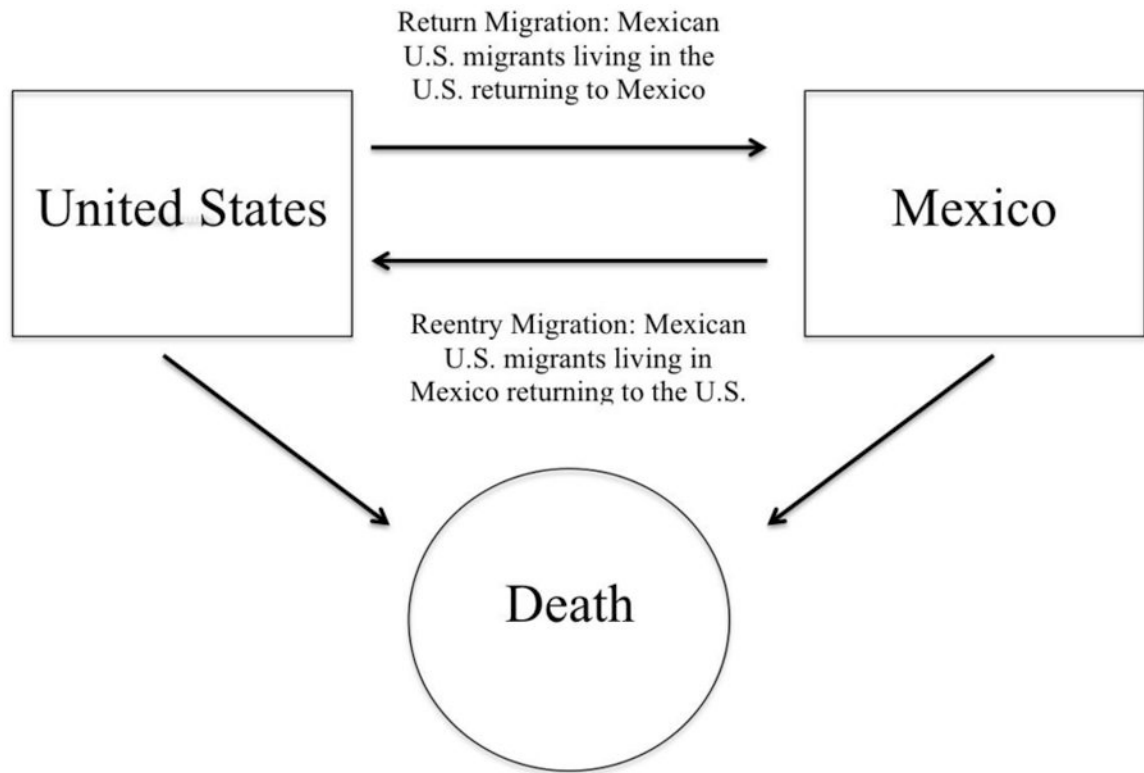 Return Migration: Mexican
U.S. migrants living in the
U.S. returning to Mexico
United States
Mexico
Reentry Migration: Mexican
U.S. migrants living in
Mexico returning to the U.S.
Death